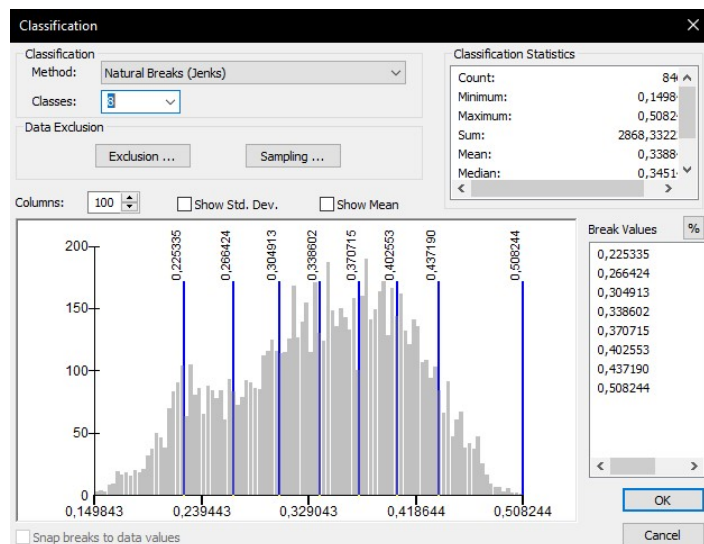 Classification
Classification
Method: Natural Breaks (Jenks)
Classes: 8
Data Exclusion
Exclusion ... Sampling ...
Classification Statistics
Count: 84
Minimum: 0,1498
Maximum: 0,5082
Sum: 2868,3322
Mean: 0,3388
Median: 0,3451
Columns: 100 Show Std. Dev. Show Mean
0,225335 0,266424 0,304913 0,338602 0,370715 0,402553 0,437190 0,508244
200
150
100
50
0
0,149843 0,239443 0,329043 0,418644 0,508244
Break Values %
0,225335
0,266424
0,304913
0,338602
0,370715
0,402553
0,437190
0,508244
OK
Snap breaks to data values
Cancel